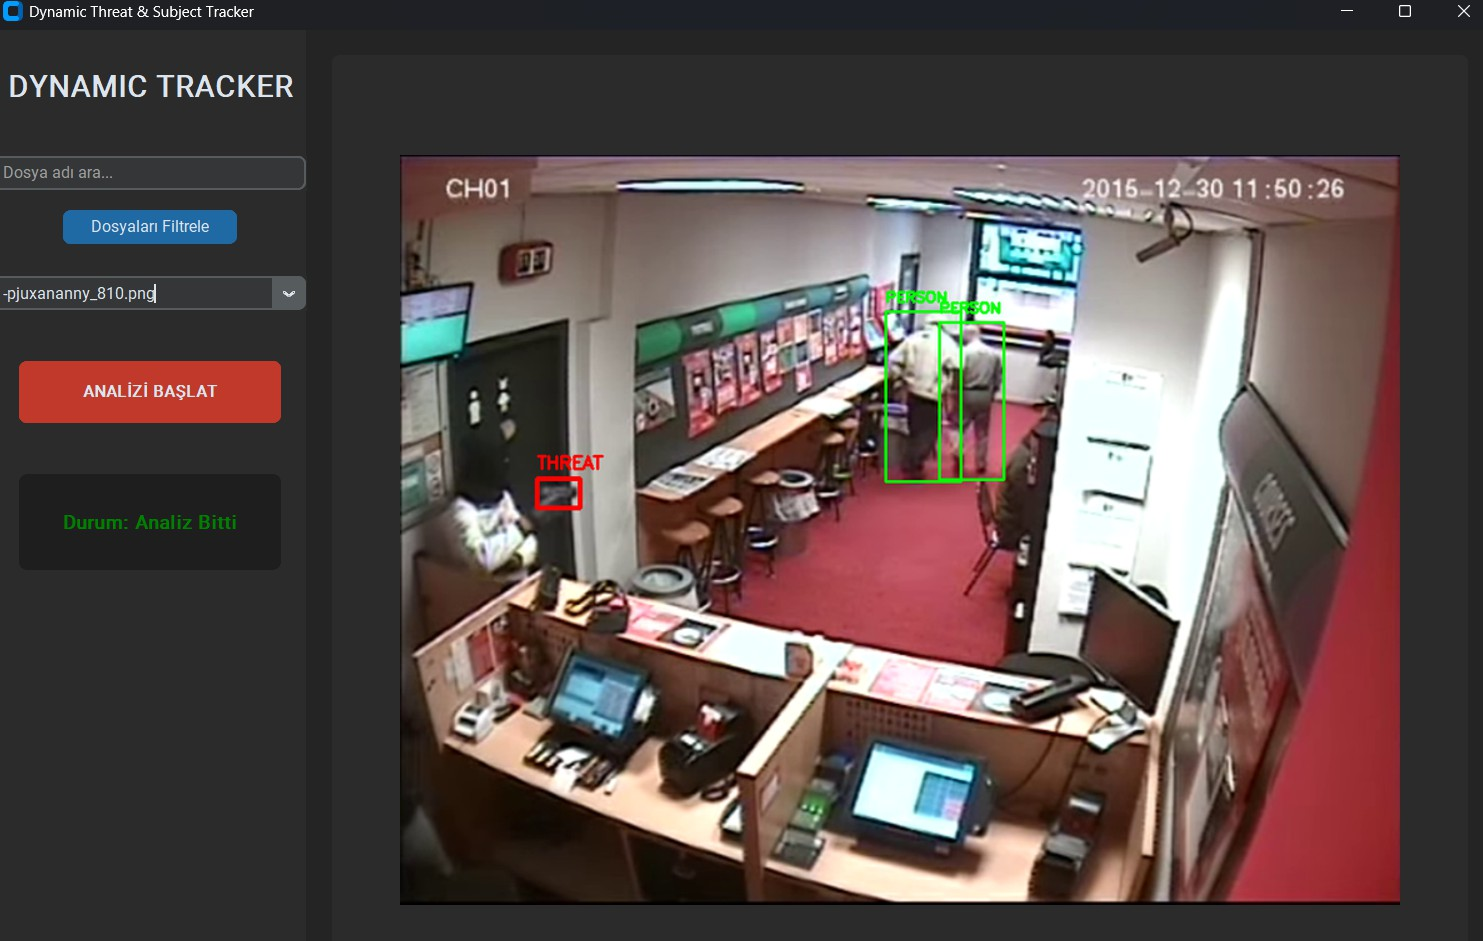 Dynamic Threat & Subject Tracker
DYNAMIC TRACKER
Dosya adı ara...
Dosyaları Filtrele
-pjuxananny_810.png
ANALİZİ BAŞLAT
Durum: Analiz Bitti
CH01
2015-12-30 11:50:26
PERSON
PERSON
THREAT